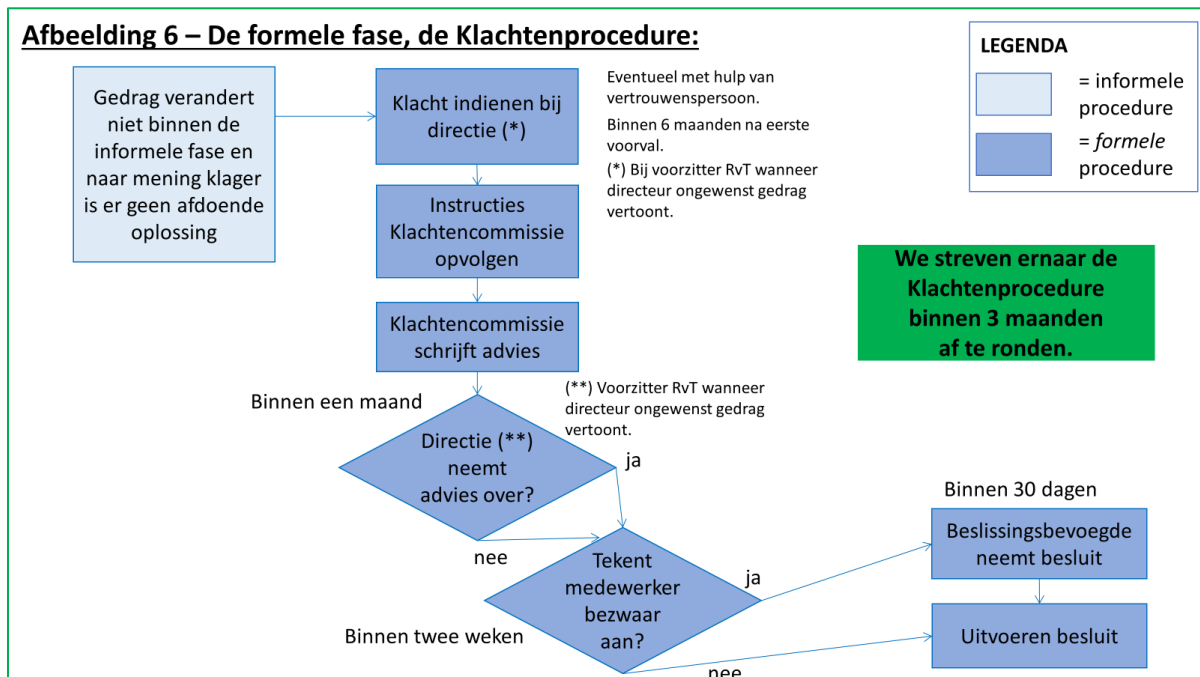 Afbeelding 6 – De formele fase, de Klachtenprocedure:
LEGENDA
= informele
procedure
= formele
procedure
Gedrag verandert
niet binnen de
informele fase en
naar mening klager
is er geen afdoende
oplossing
Klacht indienen bij
directie (*)
Eventueel met hulp van
vertrouwenspersoon.
Binnen 6 maanden na eerste
voorval.
(*) Bij voorzitter RvT wanneer
directeur ongewenst gedrag
vertoont.
Instructies
Klachtencommissie
opvolgen
We streven ernaar de
Klachtenprocedure
binnen 3 maanden
af te ronden.
Klachtencommissie
schrijft advies
Binnen een maand
(**) Voorzitter RvT wanneer
directeur ongewenst gedrag
vertoont.
Directie (**)
neemt
advies over?
ja
nee
Binnen twee weken
Tekent
medewerker
bezwaar
aan?
ja
nee
Binnen 30 dagen
Beslissingsbevoegde
neemt besluit
Uitvoeren besluit